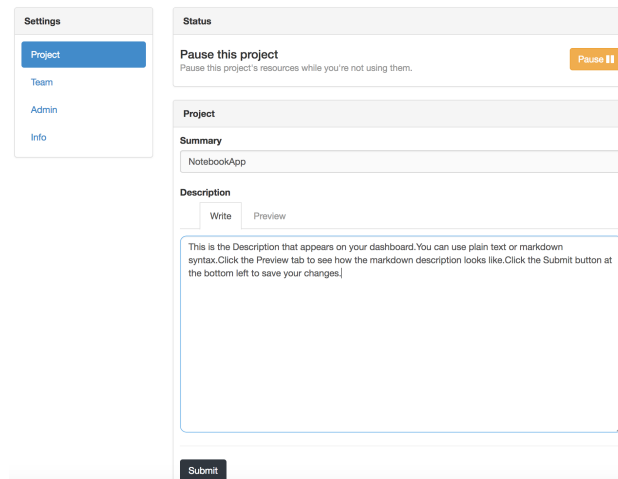 Settings
Project
Team
Admin
Info
Status
Pause this project
Pause this project's resources while you're not using them.
Pause
Project
Summary
NotebookApp
Description
Write Preview
This is the Description that appears on your dashboard.You can use plain text or markdown
syntax.Click the Preview tab to see how the markdown description looks like.Click the Submit button at
the bottom left to save your changes.
Submit